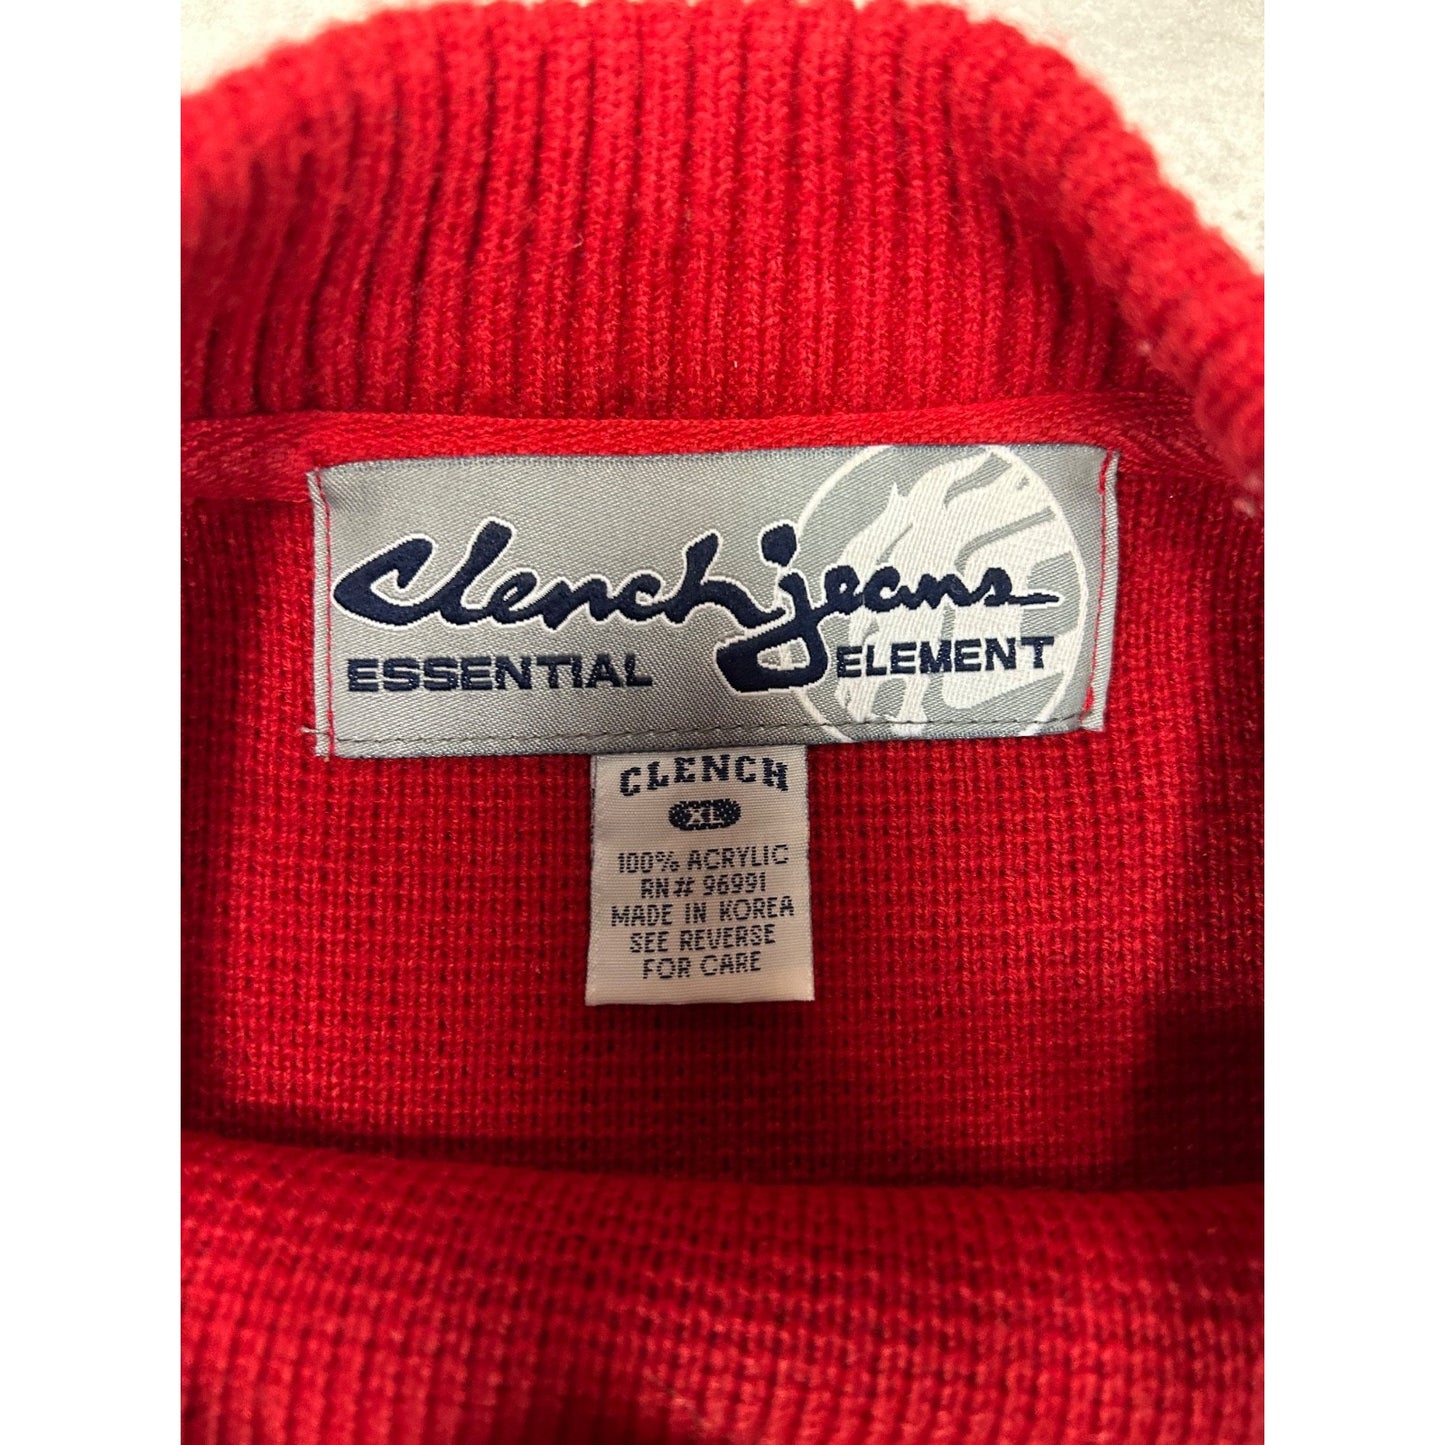 Clench jeans
ESSENTIAL ELEMENT
CLENCH
XL
100% ACRYLIC
RN# 96991
MADE IN KOREA
SEE REVERSE
FOR CARE